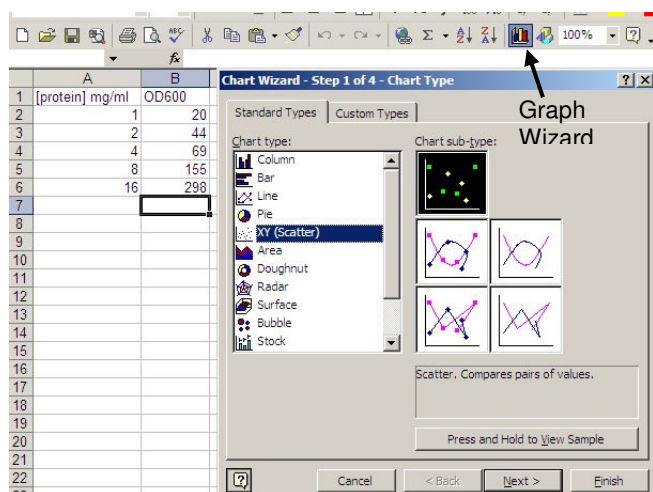 100%
fx
A B
1 [protein] mg/ml OD600
2 1 20
3 2 44
4 4 69
5 8 155
6 16 298
7
8
9
10
11
12
13
14
15
16
17
18
19
20
21
22
Chart Wizard - Step 1 of 4 - Chart Type
Standard Types Custom Types
Graph
Wizard
Chart type:
Column
Bar
Line
Pie
XY (Scatter)
Area
Doughnut
Radar
Surface
Bubble
Stock
Chart sub-type:
Scatter. Compares pairs of values.
Press and Hold to View Sample
Cancel < Back Next > Finish